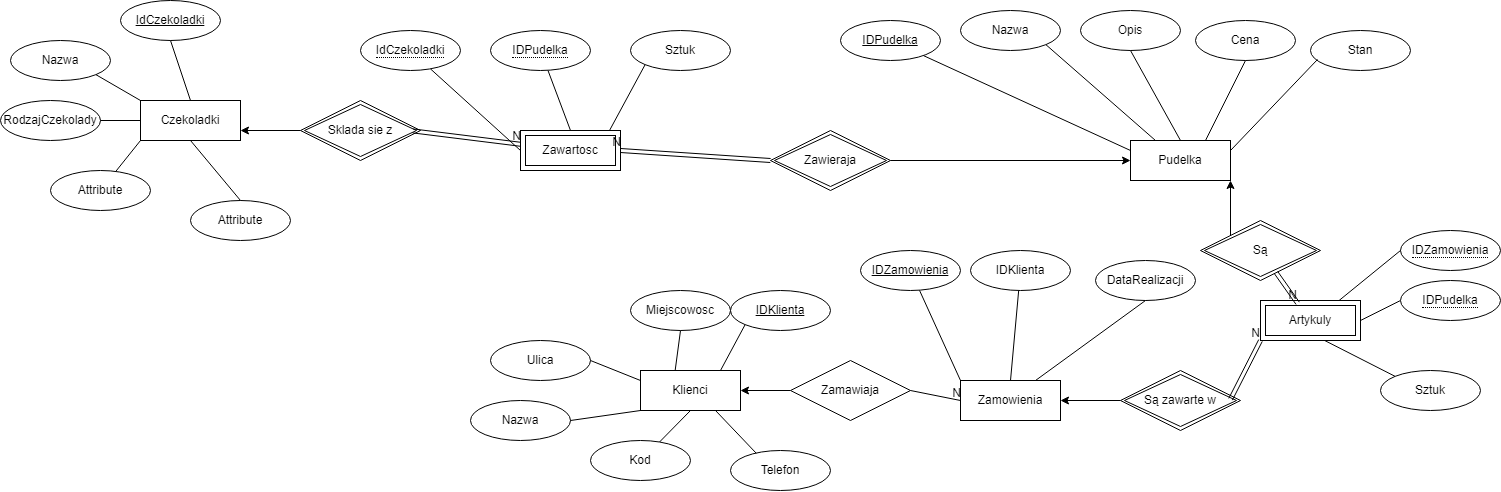 IdCzekoladki
Nazwa
RodzajCzekolady
Czekoladki
Attribute
Attribute
Sklada sie z
IdCzekoladki
IDPudelka
Sztuk
N
Zawartosc
N
Zawieraja
IDPudelka
Nazwa
Opis
Cena
Stan
Pudelka
Są
N
IDZamowienia
IDPudelka
Artykuly
Sztuk
N
Są zawarte w
IDZamowienia
IDKlienta
DataRealizacji
N
Zamowienia
Zamawiaja
Miejscowosc
IDKlienta
Ulica
Klienci
Nazwa
Kod
Telefon